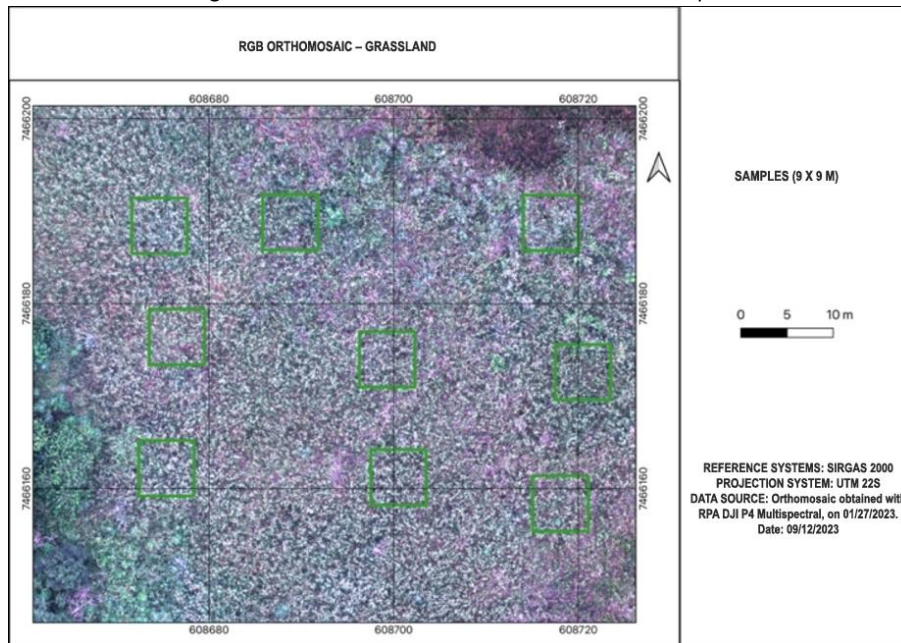 RGB ORTHOMOSAIC – GRASSLAND
608680 608700 608720
7466200 7466200
SAMPLES (9 X 9 M)
7466180 7466180
0 5 10 m
7466160 7466160
REFERENCE SYSTEMS: SIRGAS 2000
PROJECTION SYSTEM: UTM 22S
DATA SOURCE: Orthomosaic obtained
RPA DJI P4 Multispectral, on 01/27/2023.
Date: 09/12/2023
608680 608700 608720